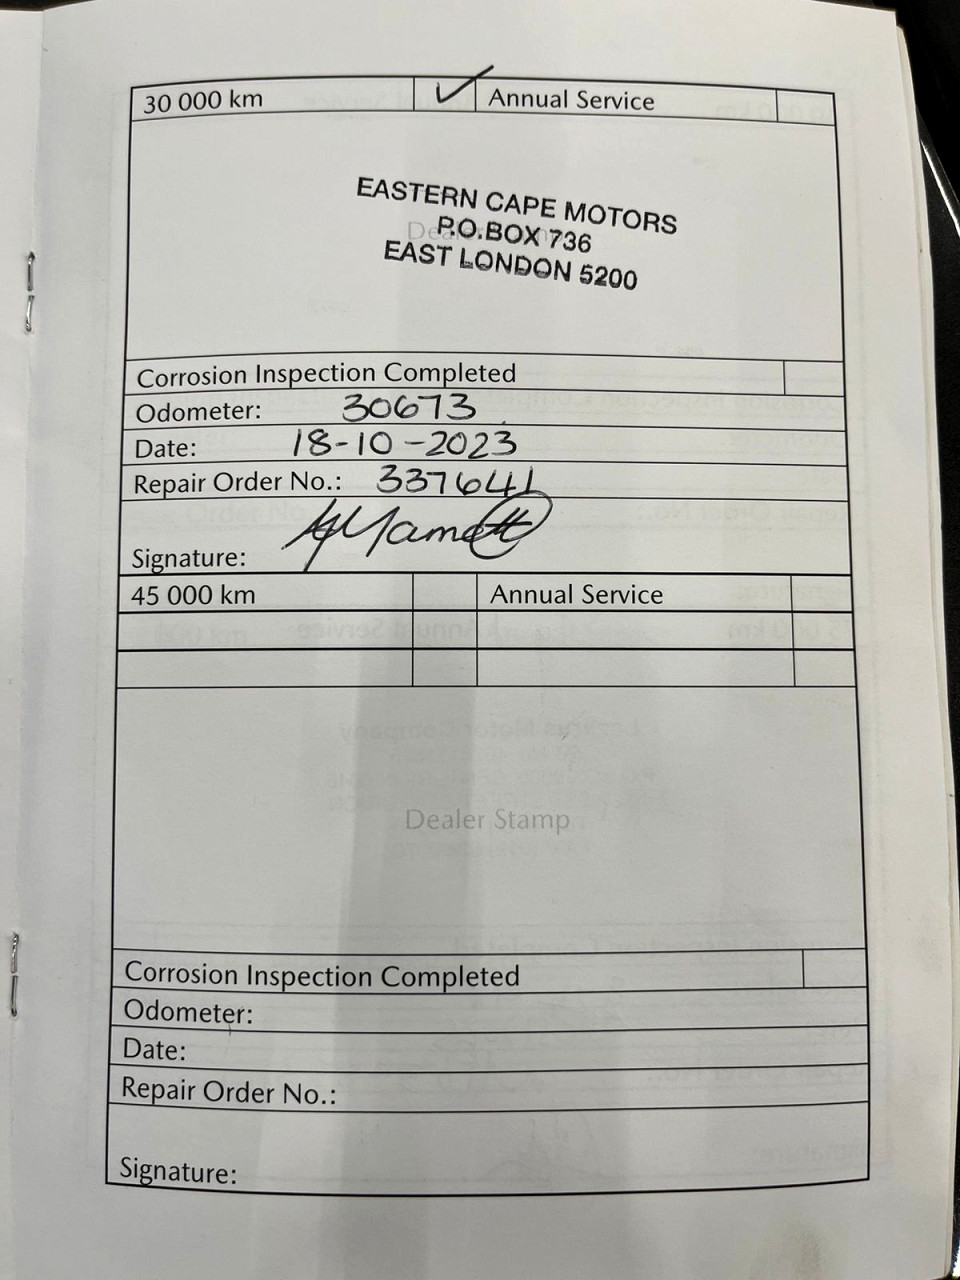 30 000 km Annual Service
EASTERN CAPE MOTORS
P.O.BOX 736
EAST LONDON 5200
Corrosion Inspection Completed
Odometer: 30673
Date: 18-10-2023
Repair Order No.: 337641
Signature:
45 000 km Annual Service
Dealer Stamp
Corrosion Inspection Completed
Odometer:
Date:
Repair Order No.:
Signature: